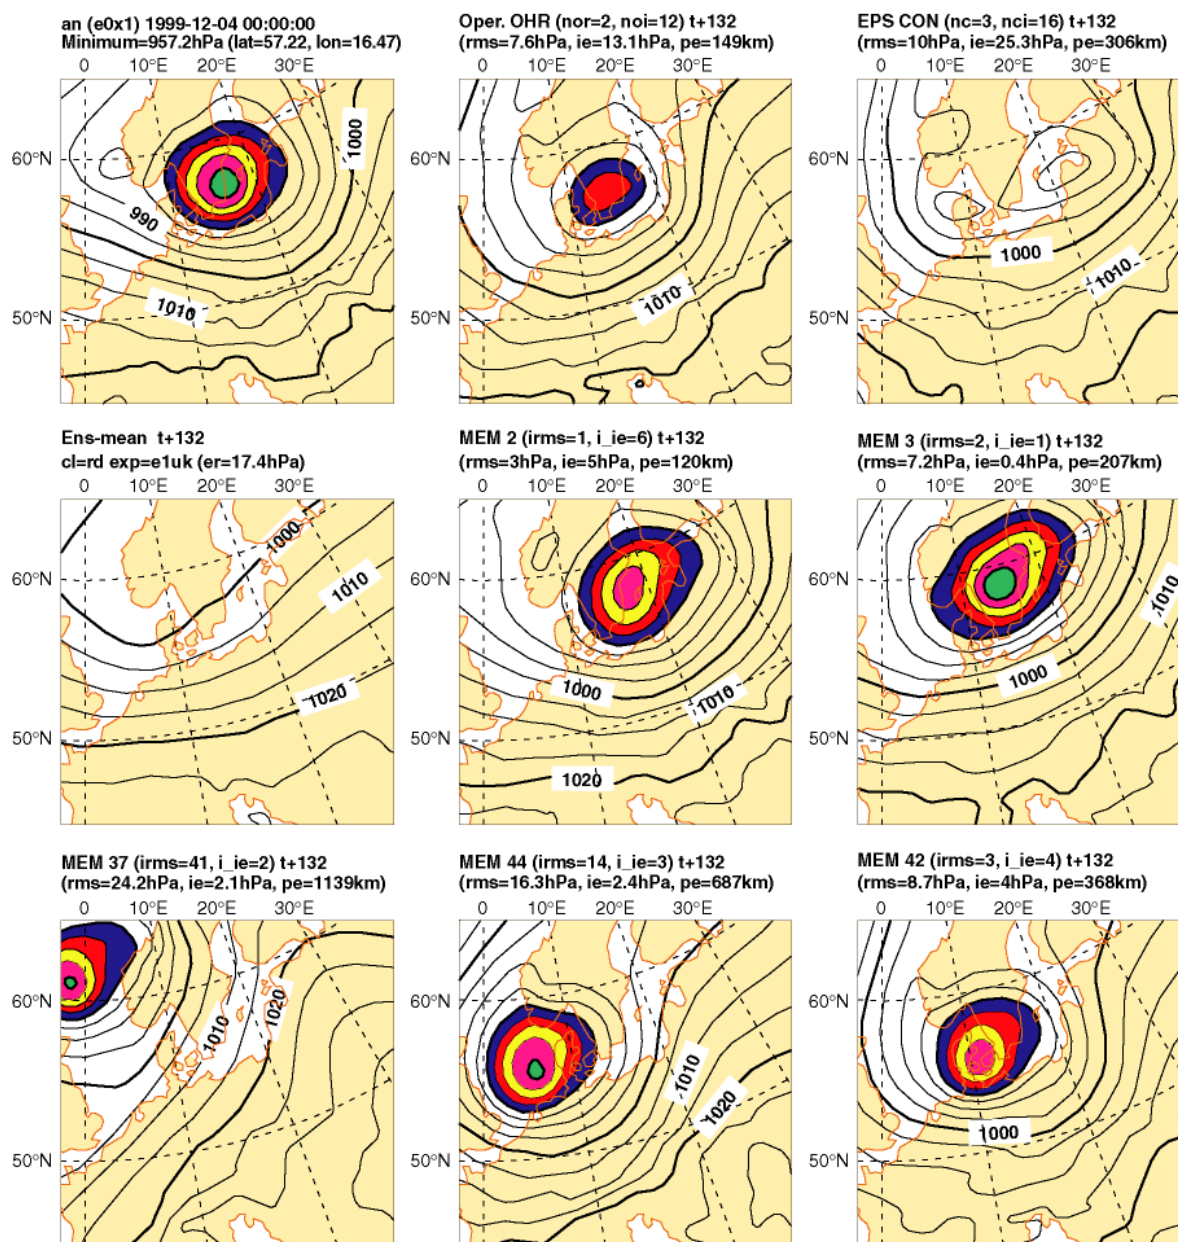 an (e0x1) 1999-12-04 00:00:00
Minimum=957.2hPa (lat=57.22, lon=16.47)
0 10°E 20°E 30°E
60°N
50°N
1000
990
1010
Oper. OHR (nor=2, noi=12) t+132
(rms=7.6hPa, ie=13.1hPa, pe=149km)
0 10°E 20°E 30°E
1010
EPS CON (nc=3, nci=16) t+132
(rms=10hPa, ie=25.3hPa, pe=306km)
0 10°E 20°E 30°E
60°N
50°N
1000
1010
Ens-mean t+132
cl=rd exp=e1uk (er=17.4hPa)
0 10°E 20°E 30°E
60°N
50°N
1000
1010
1020
MEM 2 (irms=1, i_ie=6) t+132
(rms=3hPa, ie=5hPa, pe=120km)
0 10°E 20°E 30°E
1000
1010
1020
MEM 3 (irms=2, i_ie=1) t+132
(rms=7.2hPa, ie=0.4hPa, pe=207km)
0 10°E 20°E 30°E
60°N
50°N
1010
1000
MEM 37 (irms=41, i_ie=2) t+132
(rms=24.2hPa, ie=2.1hPa, pe=1139km)
0 10°E 20°E 30°E
60°N
50°N
1010
1020
MEM 44 (irms=14, i_ie=3) t+132
(rms=16.3hPa, ie=2.4hPa, pe=687km)
0 10°E 20°E 30°E
1010
1020
MEM 42 (irms=3, i_ie=4) t+132
(rms=8.7hPa, ie=4hPa, pe=368km)
0 10°E 20°E 30°E
60°N
50°N
1000